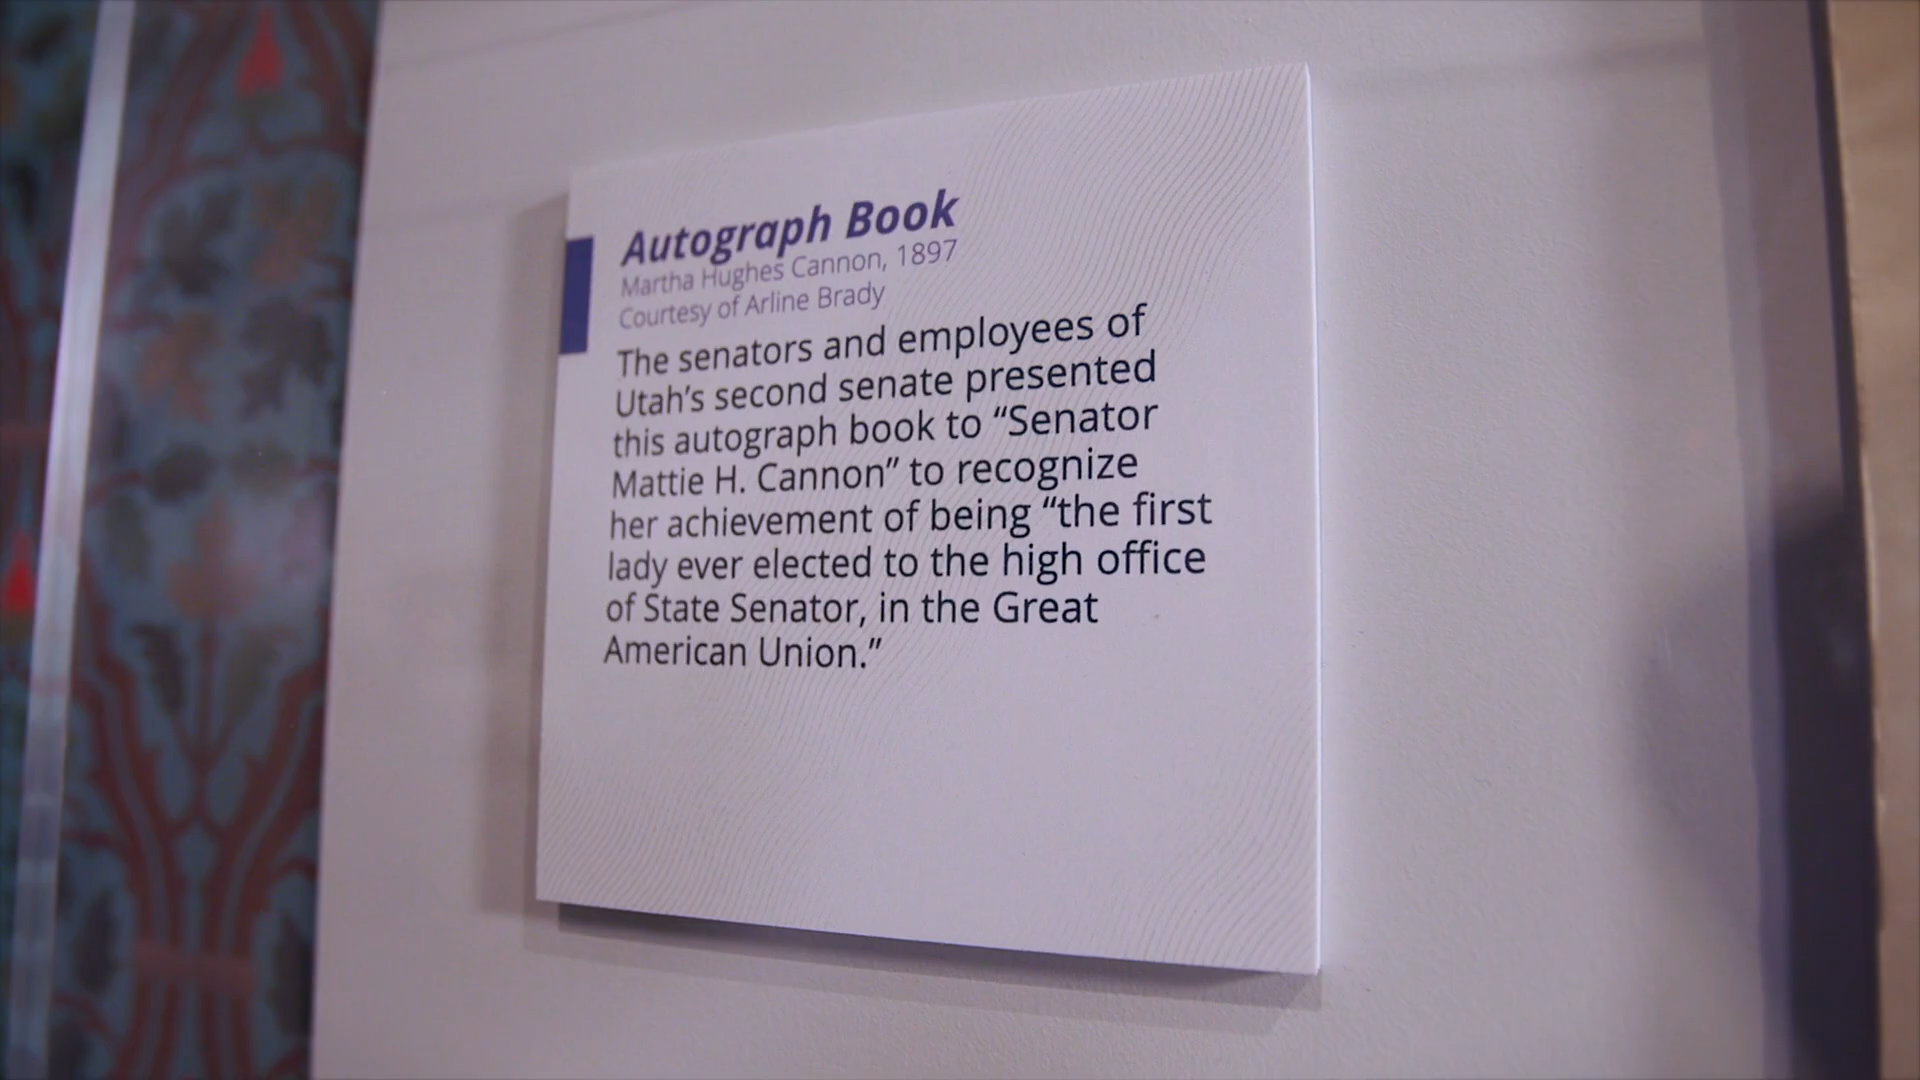 Autograph Book
Martha Hughes Cannon, 1897
Courtesy of Arline Brady
The senators and employees of
Utah’s second senate presented
this autograph book to “Senator
Mattie H. Cannon” to recognize
her achievement of being “the first
lady ever elected to the high office
of State Senator, in the Great
American Union.”